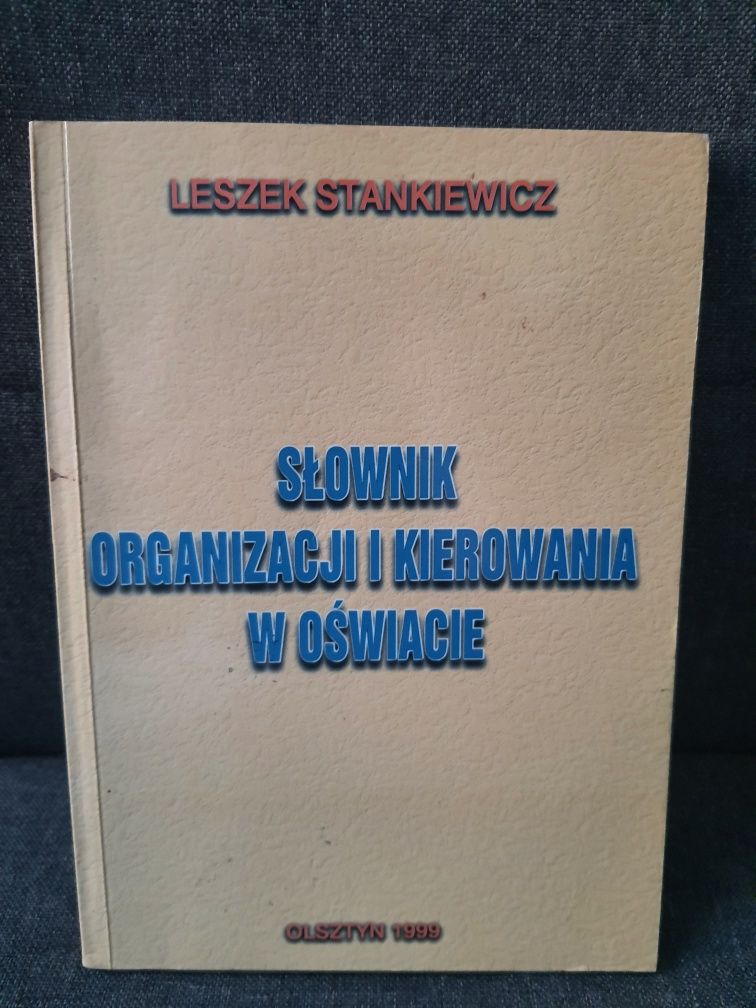 LESZEK STANKIEWICZ
SŁOWNIK
ORGANIZACJI I KIEROWANIA
W OŚWIACIE
OLSZTYN 1999